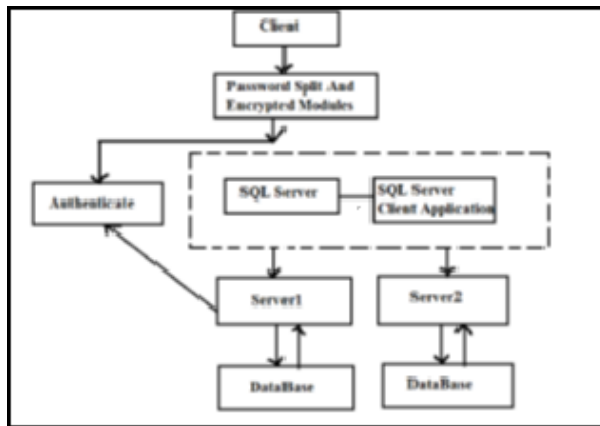 Client
Password Split And
Encrypted Modules
Authenticate
SQL Server
SQL Server
Client Application
Server1
Server2
DataBase
DataBase